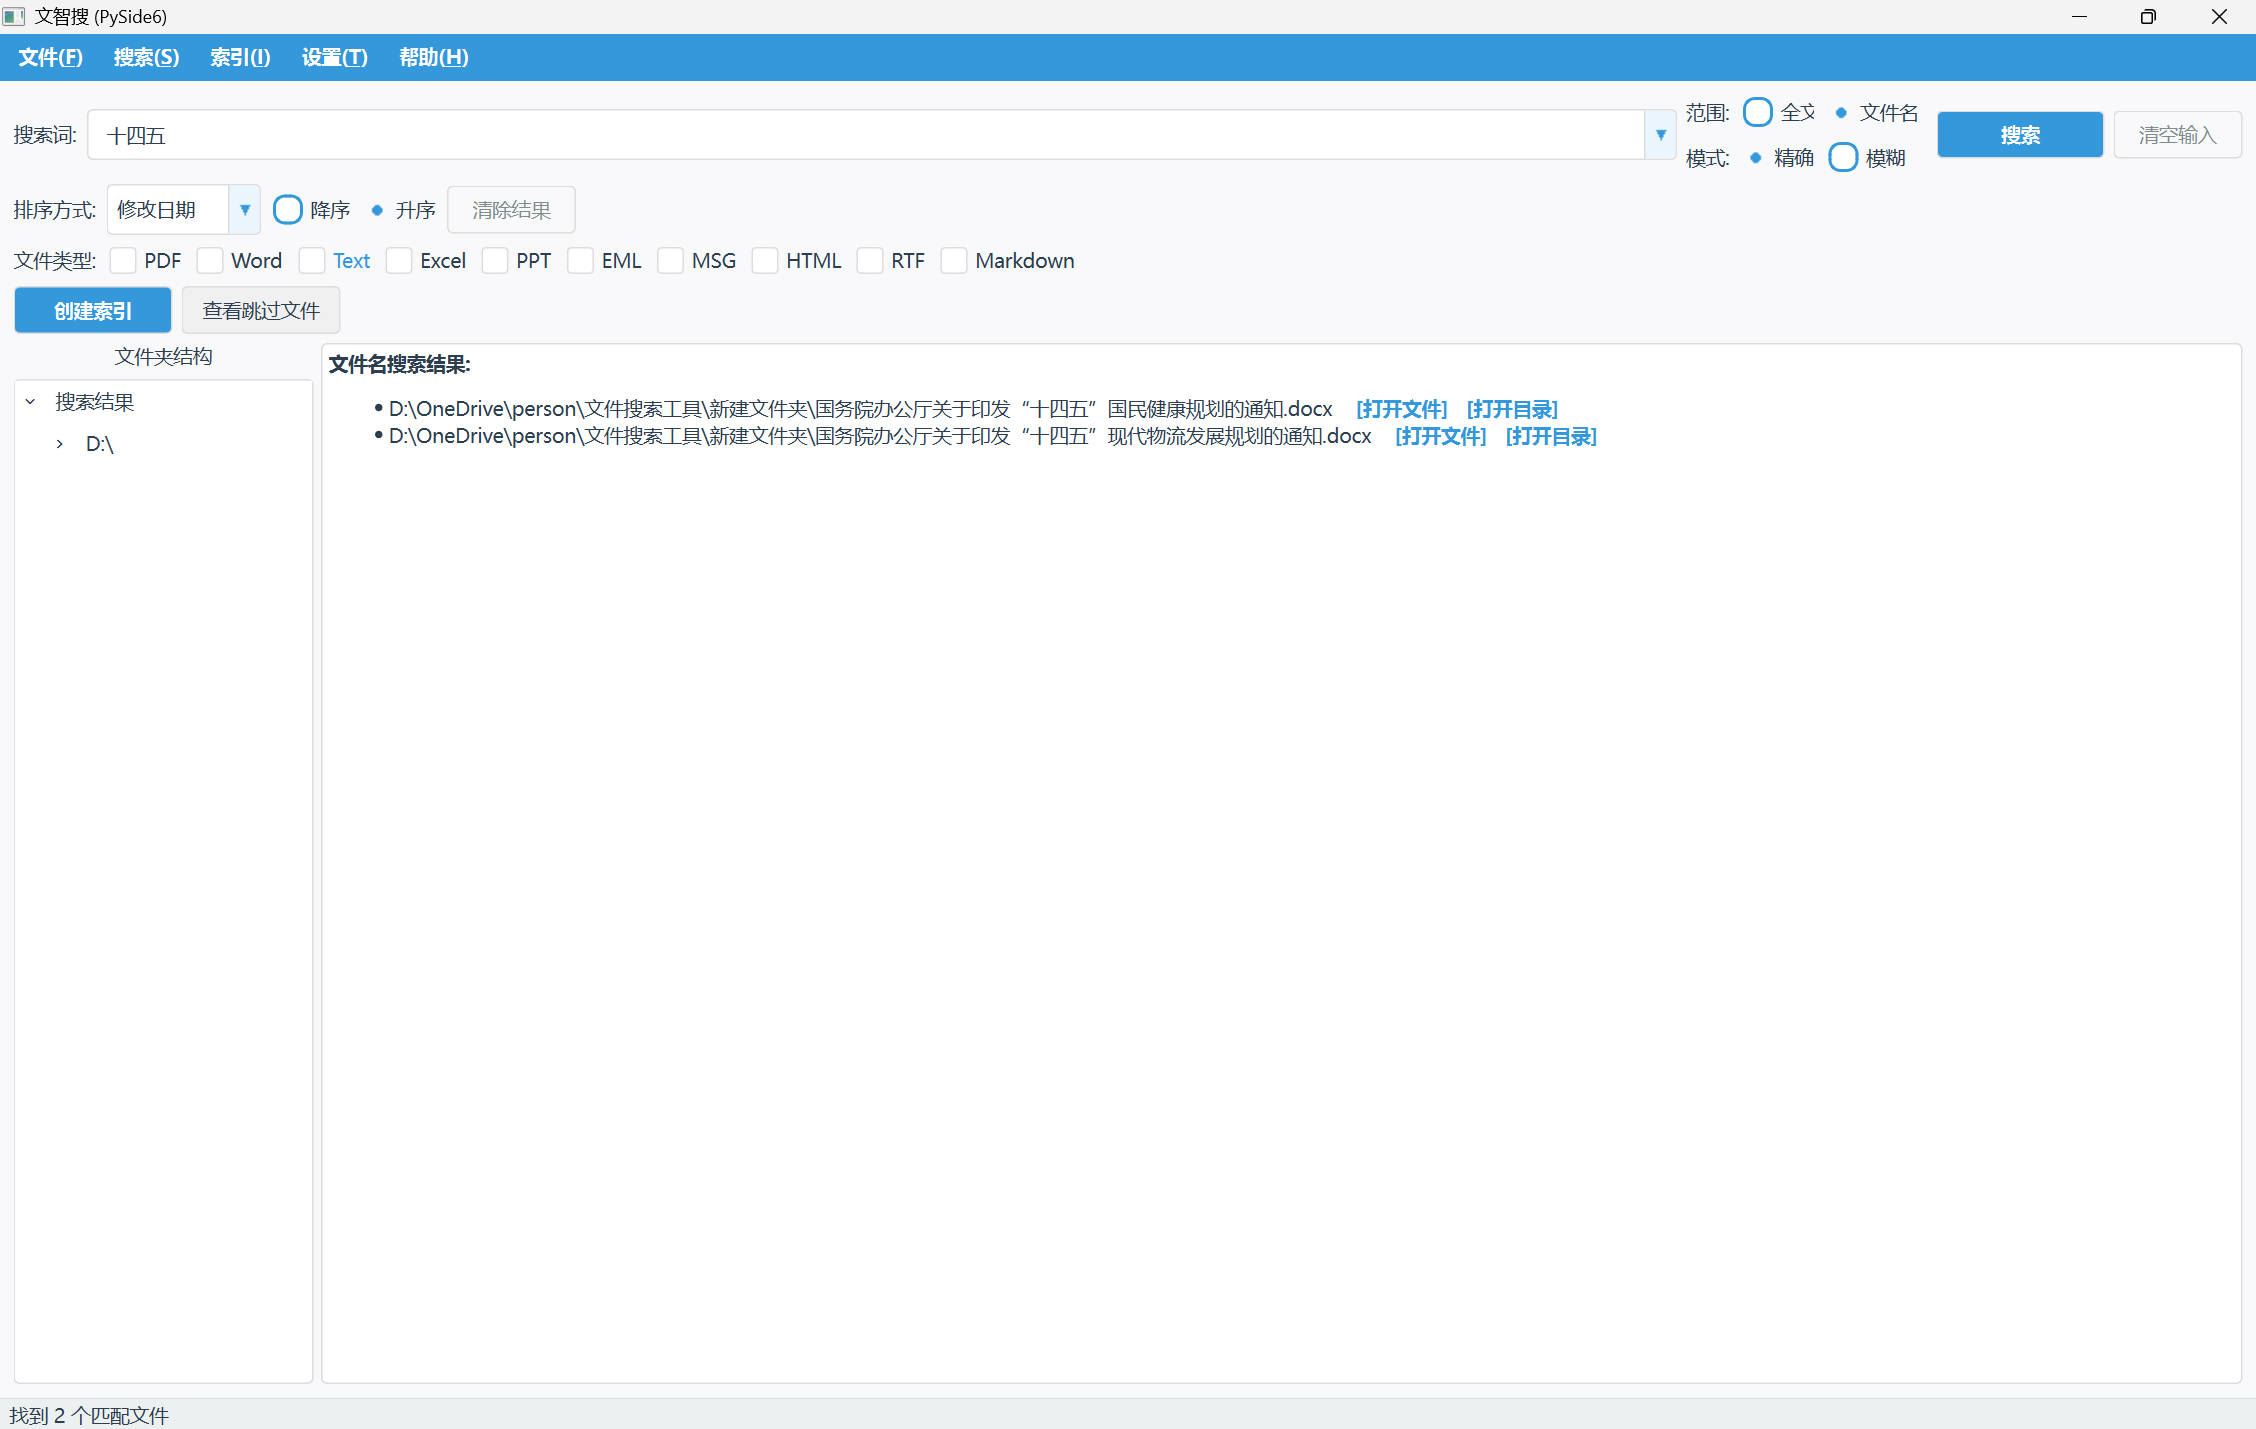 文智搜 (PySide6)
文件(F) 搜索(S) 索引(I) 设置(T) 帮助(H)
搜索词: 十四五
范围: 全文 文件名
模式: 精确 模糊
搜索 清空输入
排序方式: 修改日期 降序 升序 清除结果
文件类型: PDF Word Text Excel PPT EML MSG HTML RTF Markdown
创建索引 查看跳过文件
文件夹结构
搜索结果
D:\
文件名搜索结果:
• D:\OneDrive\person\文件搜索工具\新建文件夹\国务院办公厅关于印发“十四五”国民健康规划的通知.docx [打开文件] [打开目录]
• D:\OneDrive\person\文件搜索工具\新建文件夹\国务院办公厅关于印发“十四五”现代物流发展规划的通知.docx [打开文件] [打开目录]
找到 2 个匹配文件